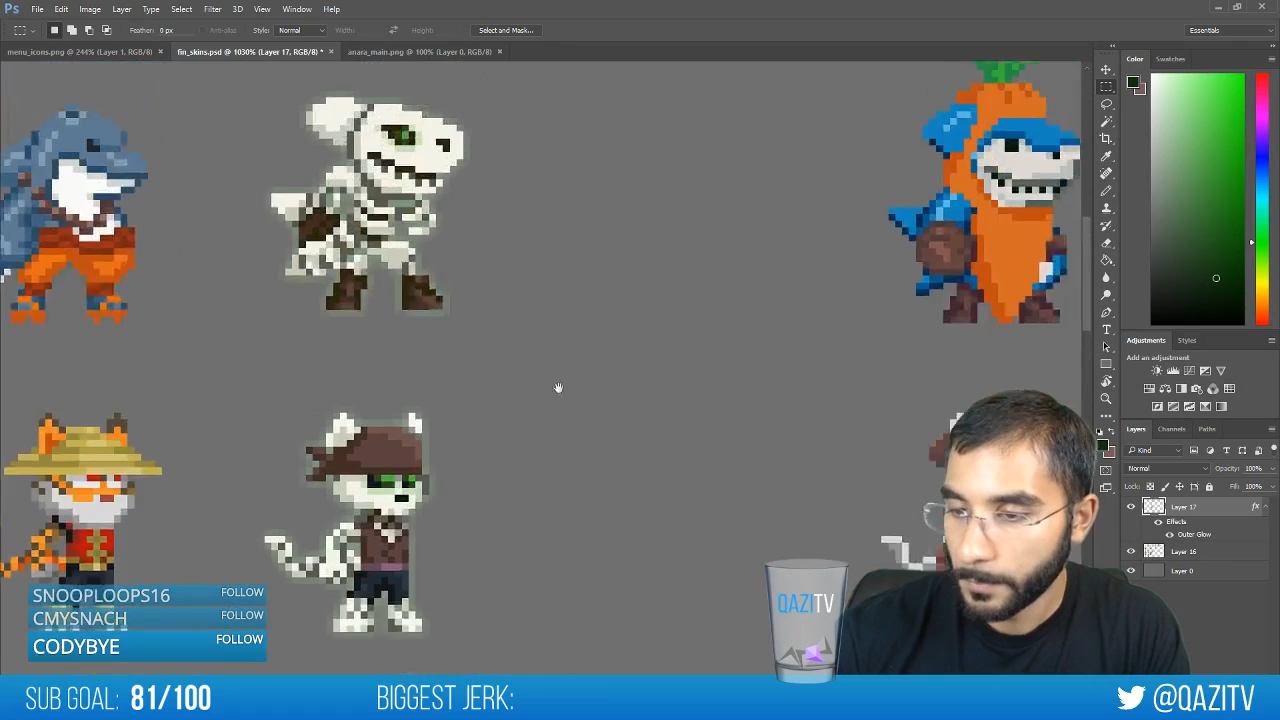 Ps File Edit Image Layer Type Select Filter 3D View Window Help
Feather: 0 px Anti-alias Style: Normal Width: Height: Select and Mask... Essentials
menu_icons.png @ 244% (Layer 1, RGB/8) × fin_skins.psd @ 1030% (Layer 17, RGB/8) * × anara_main.png @ 100% (Layer 0, RGB/8) ×
Color Swatches
Adjustments Styles
Add an adjustment
Layers Channels Paths
Kind
Normal Opacity: 100%
Lock: Fill: 100%
Layer 17 fx
Effects
Outer Glow
Layer 16
Layer 0
SNOOPLOOPS16 FOLLOW
CMYSNACH FOLLOW
CODYBYE FOLLOW
QAZITV
SUB GOAL: 81/100 BIGGEST JERK: @QAZITV